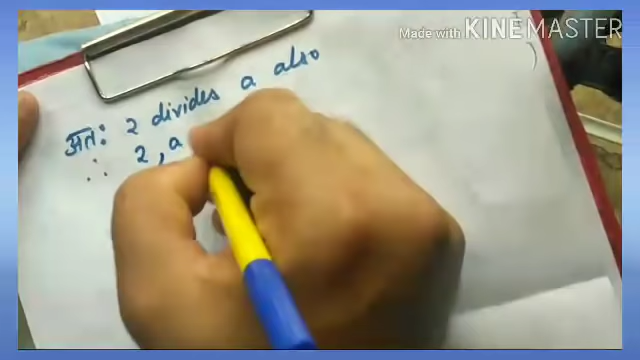 Made with KINEMASTER
अतः 2 divides a also
∴ 2, a